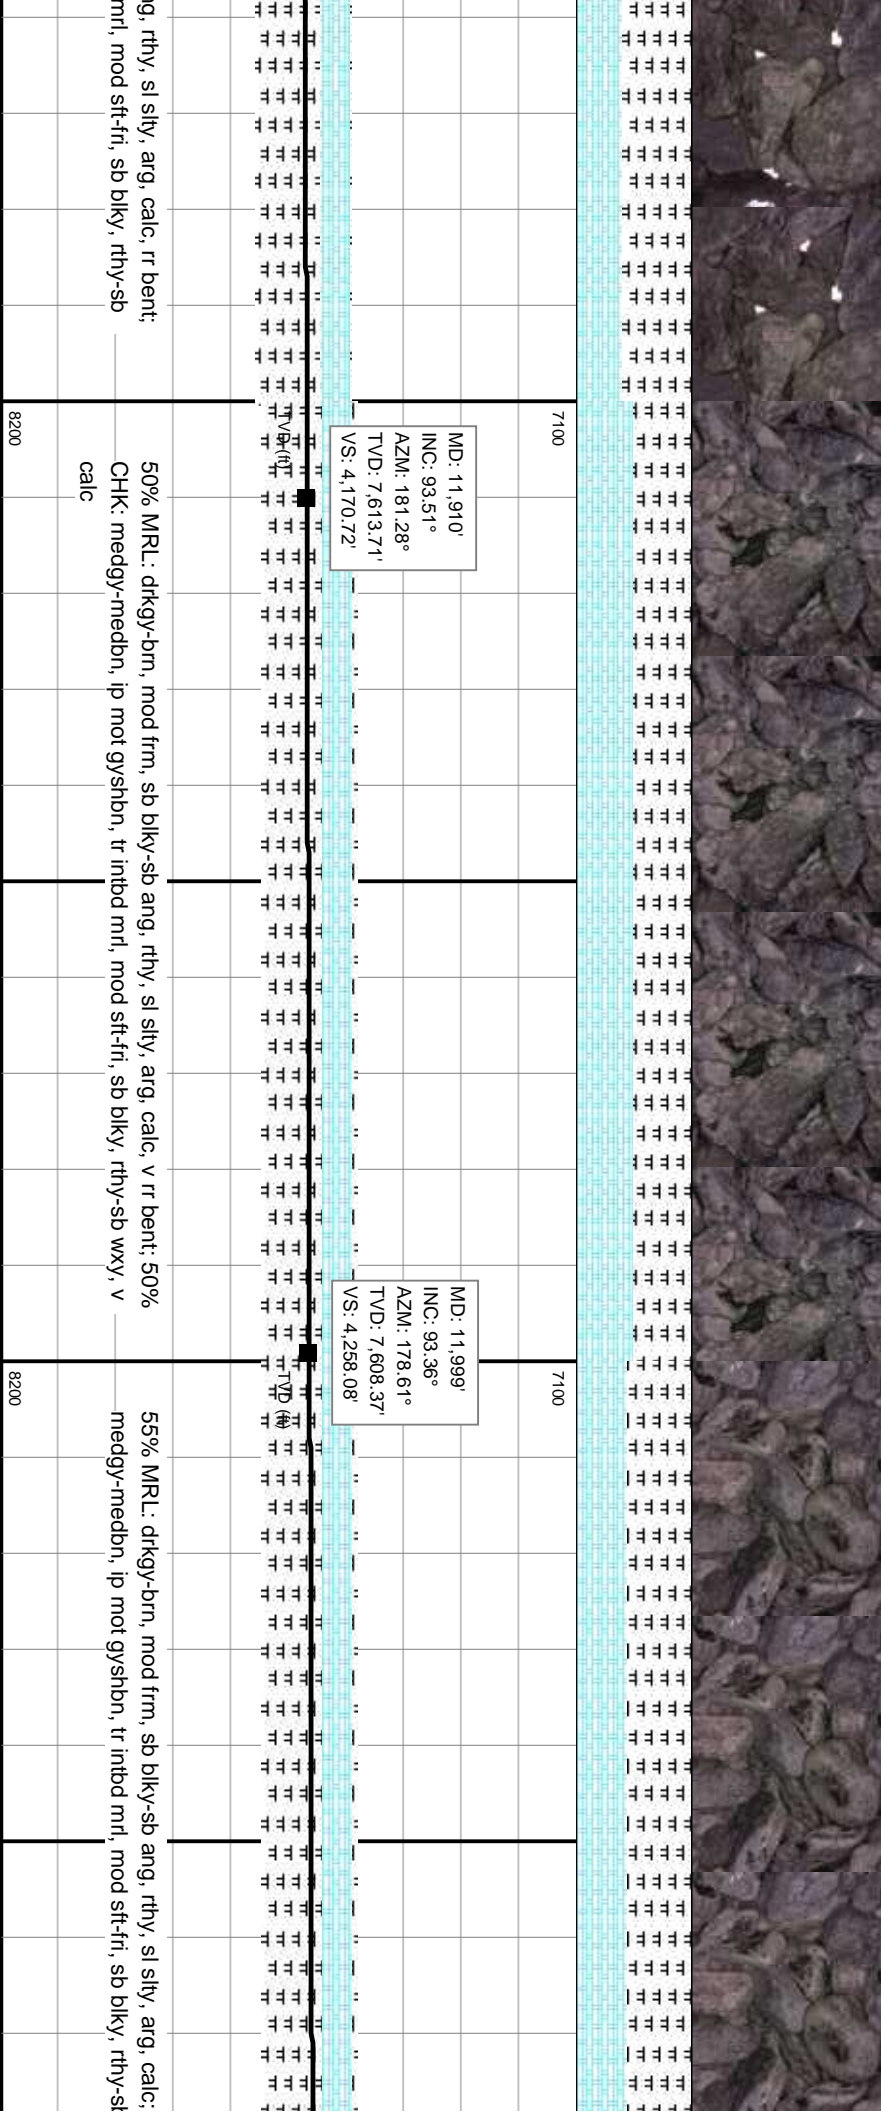 ng, rthy, sl slty, arg, calc, rr bent;
mrl, mod sft-fri, sb blky, rthy-sb
7100
MD: 11,910'
INC: 93.51°
AZM: 181.28°
TVD: 7,613.71'
VS: 4,170.72'
TVD (ft)
8200
50% MRL: drkgy-brn, mod frm, sb blky-sb ang, rthy, sl slty, arg, calc, v rr bent; 50%
CHK: medgy-medbn, ip mot gyshbn, tr intbd mrl, mod sft-fri, sb blky, rthy-sb wxy, v
calc
MD: 11,999'
INC: 93.36°
AZM: 178.61°
TVD: 7,608.37'
VS: 4,258.08'
7100
TVD (ft)
8200
55% MRL: drkgy-brn, mod frm, sb blky-sb ang, rthy, sl slty, arg, calc;
medgy-medbn, ip mot gyshbn, tr intbd mrl, mod sft-fri, sb blky, rthy-sb